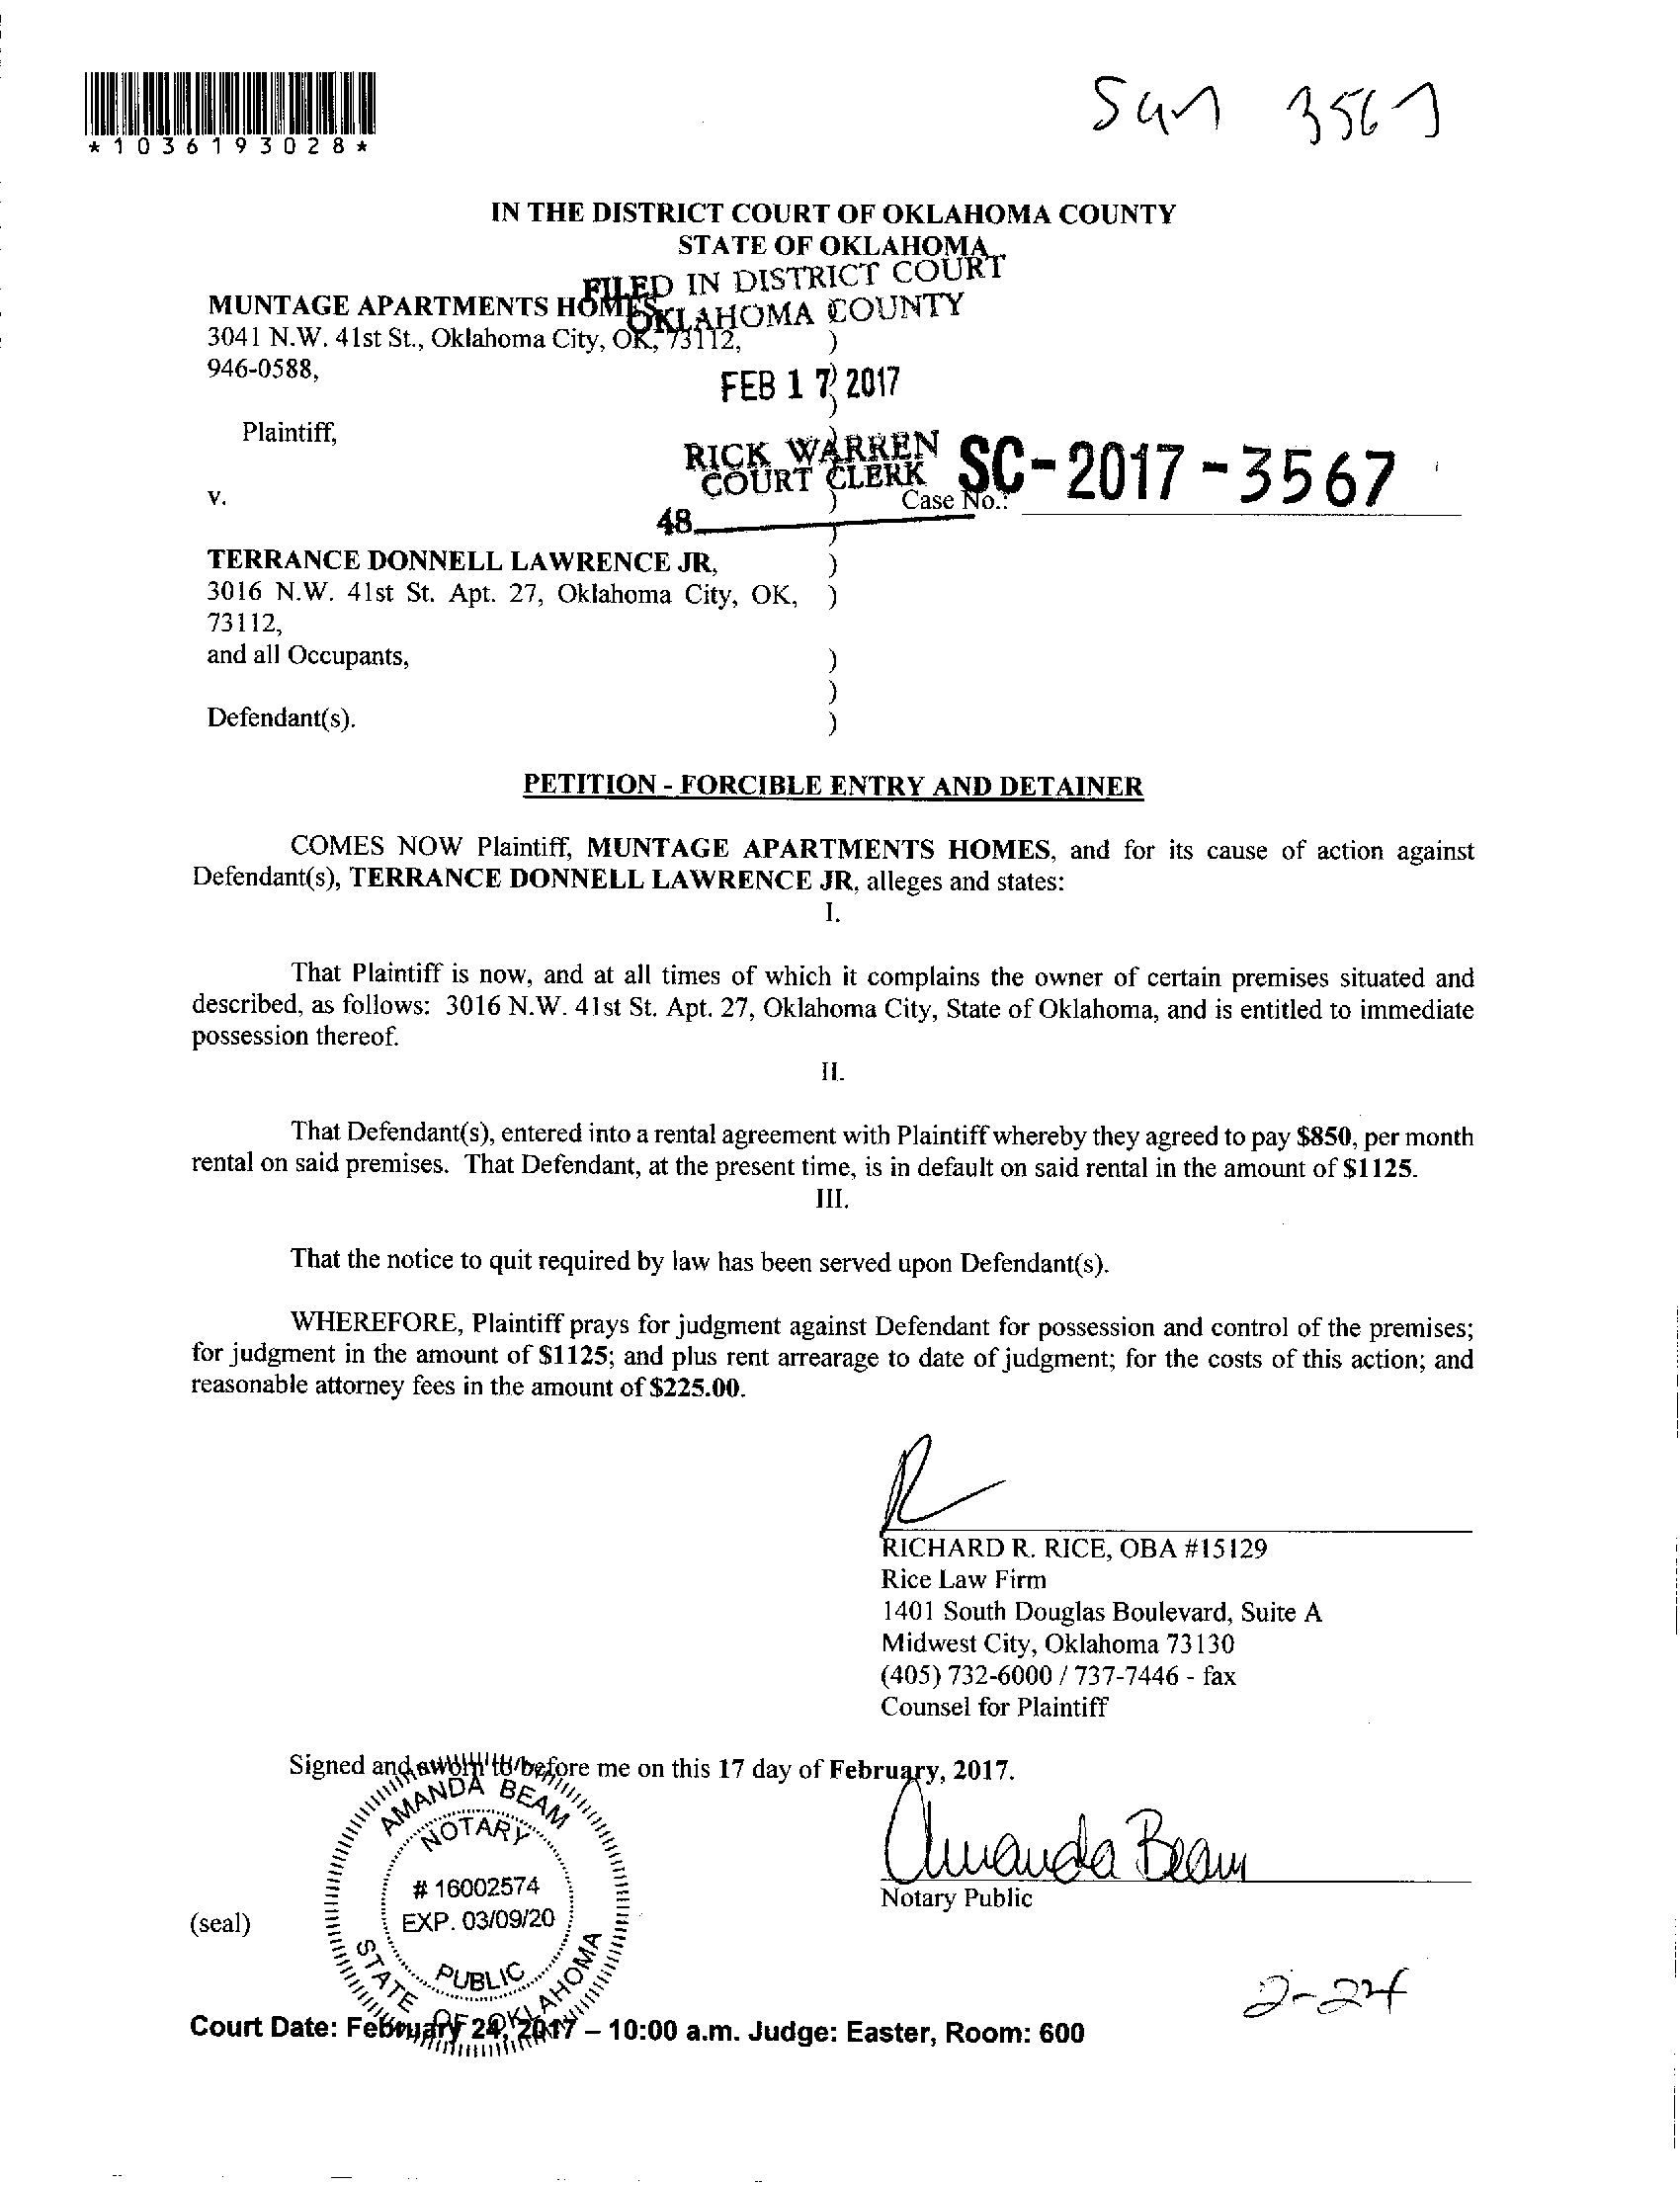 *1036193028*
3567
IN THE DISTRICT COURT OF OKLAHOMA COUNTY
STATE OF OKLAHOMA
FILED IN DISTRICT COURT
OKLAHOMA COUNTY
MUNTAGE APARTMENTS HOMES,
3041 N.W. 41st St., Oklahoma City, OK, 73112, )
946-0588,
FEB 17 2017
)
)
Plaintiff, )
RICK WARREN
COURT CLERK
SC-2017-3567
v. ) Case No.:
48
)
TERRANCE DONNELL LAWRENCE JR, )
3016 N.W. 41st St. Apt. 27, Oklahoma City, OK, )
73112,
and all Occupants, )
)
Defendant(s). )
PETITION - FORCIBLE ENTRY AND DETAINER
COMES NOW Plaintiff, MUNTAGE APARTMENTS HOMES, and for its cause of action against
Defendant(s), TERRANCE DONNELL LAWRENCE JR, alleges and states:
I.
That Plaintiff is now, and at all times of which it complains the owner of certain premises situated and
described, as follows: 3016 N.W. 41st St. Apt. 27, Oklahoma City, State of Oklahoma, and is entitled to immediate
possession thereof.
II.
That Defendant(s), entered into a rental agreement with Plaintiff whereby they agreed to pay $850, per month
rental on said premises. That Defendant, at the present time, is in default on said rental in the amount of $1125.
III.
That the notice to quit required by law has been served upon Defendant(s).
WHEREFORE, Plaintiff prays for judgment against Defendant for possession and control of the premises;
for judgment in the amount of $1125; and plus rent arrearage to date of judgment; for the costs of this action; and
reasonable attorney fees in the amount of $225.00.
RICHARD R. RICE, OBA #15129
Rice Law Firm
1401 South Douglas Boulevard, Suite A
Midwest City, Oklahoma 73130
(405) 732-6000 / 737-7446 - fax
Counsel for Plaintiff
Signed and sworn to before me on this 17 day of February, 2017.
AMANDA BEAM
NOTARY
# 16002574
EXP. 03/09/20
PUBLIC
STATE OF OKLAHOMA
Amanda Beam
Notary Public
(seal)
2-24
Court Date: February 24, 2017 – 10:00 a.m. Judge: Easter, Room: 600